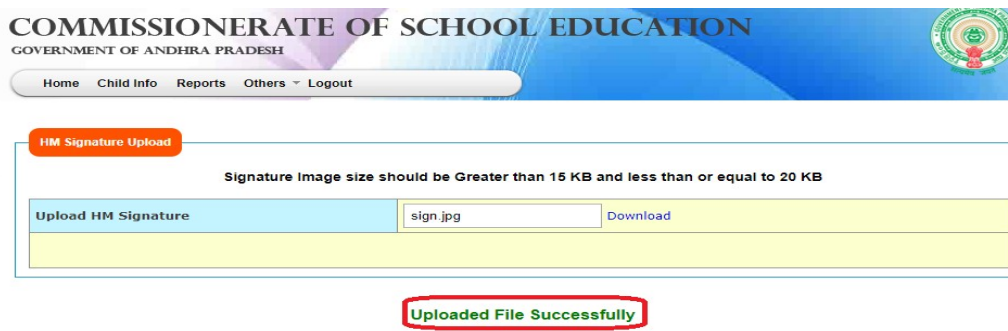 COMMISSIONERATE OF SCHOOL EDUCATION
GOVERNMENT OF ANDHRA PRADESH
Home Child Info Reports Others Logout
HM Signature Upload
Signature Image size should be Greater than 15 KB and less than or equal to 20 KB
Upload HM Signature sign.jpg Download
Uploaded File Successfully